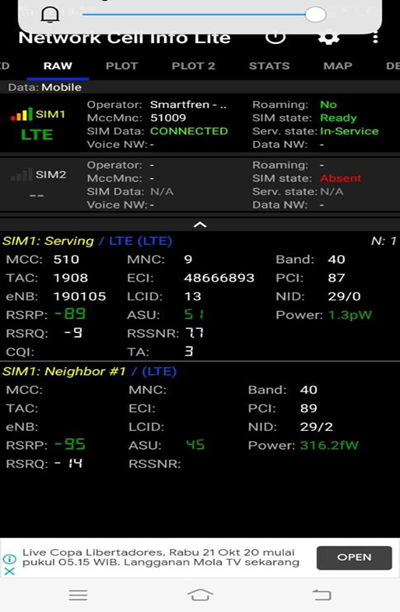 Network Cell Info Lite
RAW PLOT PLOT 2 STATS MAP
Data: Mobile
SIM1 LTE
Operator: Smartfren - .. Roaming: No
MccMnc: 51009 SIM state: Ready
SIM Data: CONNECTED Serv. state: In-Service
Voice NW: - Data NW: -
SIM2 --
Operator: - Roaming: -
MccMnc: - SIM state: Absent
SIM Data: N/A Serv. state: N/A
Voice NW: - Data NW: -
SIM1: Serving / LTE (LTE) N: 1
MCC: 510 MNC: 9 Band: 40
TAC: 1908 ECI: 48666893 PCI: 87
eNB: 190105 LCID: 13 NID: 29/0
RSRP: -89 ASU: 51 Power: 1.3pW
RSRQ: -9 RSSNR: 7.7
CQI: TA: 3
SIM1: Neighbor #1 / (LTE)
MCC: MNC: Band: 40
TAC: ECI: PCI: 89
eNB: LCID: NID: 29/2
RSRP: -95 ASU: 45 Power: 316.2fW
RSRQ: -14 RSSNR:
Live Copa Libertadores, Rabu 21 Okt 20 mulai
pukul 05.15 WIB. Langganan Mola TV sekarang
OPEN